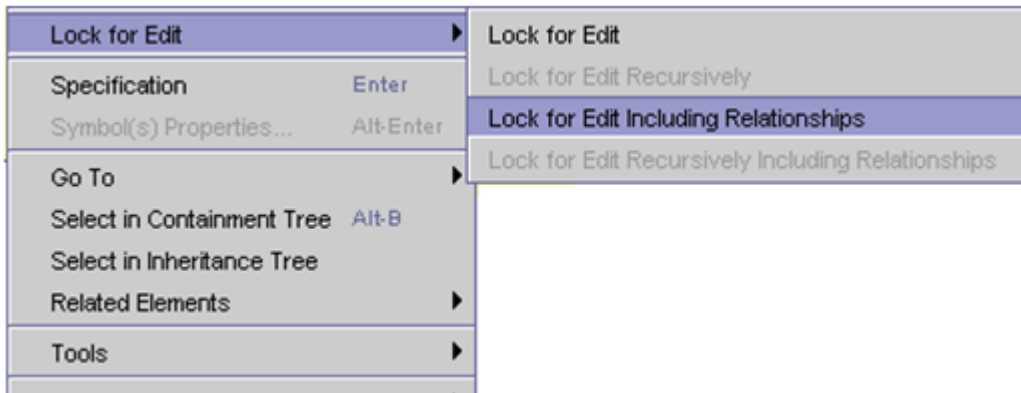 Lock for Edit
Specification Enter
Symbol(s) Properties... Alt-Enter
Go To
Select in Containment Tree Alt-B
Select in Inheritance Tree
Related Elements
Tools
Lock for Edit
Lock for Edit Recursively
Lock for Edit Including Relationships
Lock for Edit Recursively Including Relationships